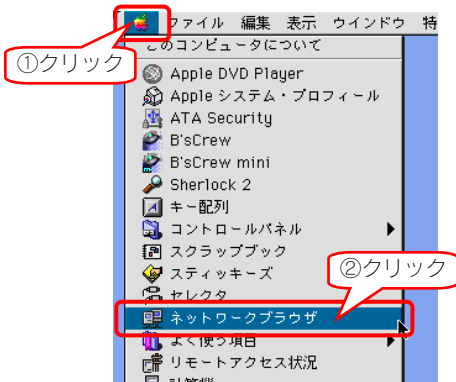 ファイル 編集 表示 ウインドウ 特
①クリック
このコンピュータについて
Apple DVD Player
Apple システム・プロフィール
ATA Security
B'sCrew
B'sCrew mini
Sherlock 2
キー配列
コントロールパネル
スクラップブック
スティッキーズ
②クリック
セレクタ
ネットワークブラウザ
よく使う項目
リモートアクセス状況
計算機